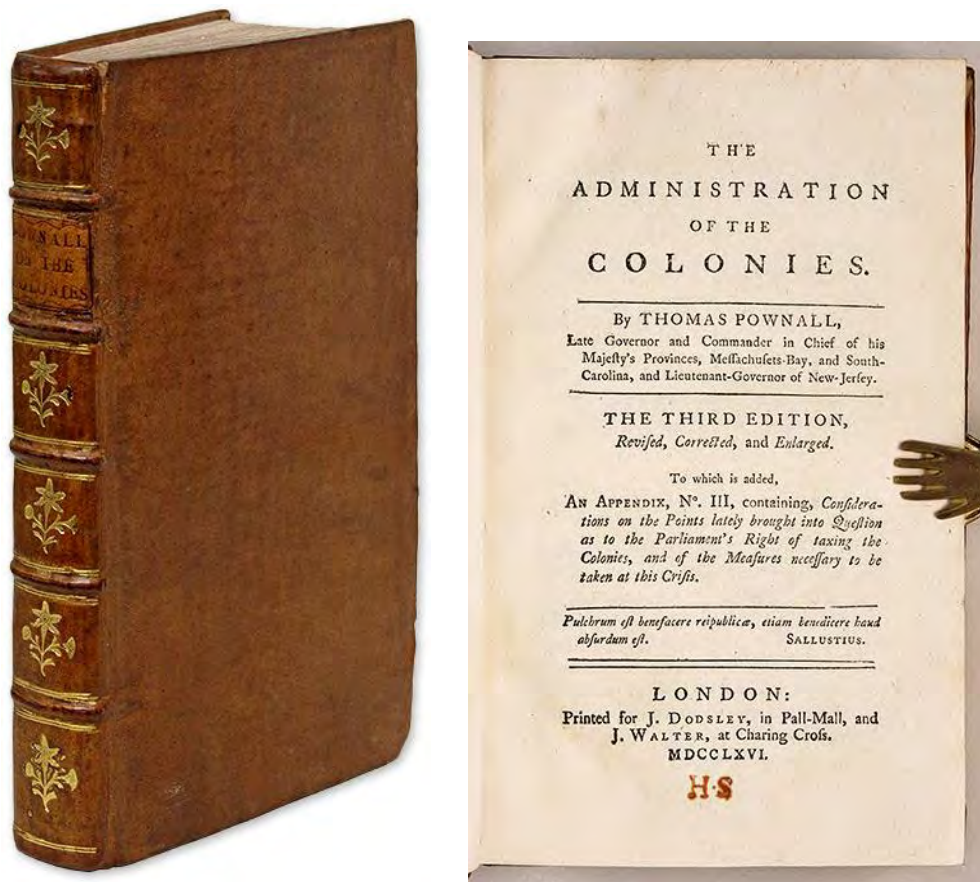 POWNALL
ON THE
COLONIES
THE
ADMINISTRATION
OF THE
COLONIES.
By THOMAS POWNALL,
Late Governor and Commander in Chief of his
Majeſty's Provinces, Meſſachuſets-Bay, and South-
Carolina, and Lieutenant-Governor of New-Jerſey.
THE THIRD EDITION,
Reviſed, Corrected, and Enlarged.
To which is added,
AN APPENDIX, Nº. III, containing, Conſidera-
tions on the Points lately brought into Queſtion
as to the Parliament's Right of taxing the
Colonies, and of the Meaſures neceſſary to be
taken at this Criſis.
Pulchrum eſt benefacere reipublicæ, etiam benedicere haud
abſurdum eſt. SALLUSTIUS.
LONDON:
Printed for J. DODSLEY, in Pall-Mall, and
J. WALTER, at Charing Croſs.
MDCCLXVI.
H·S